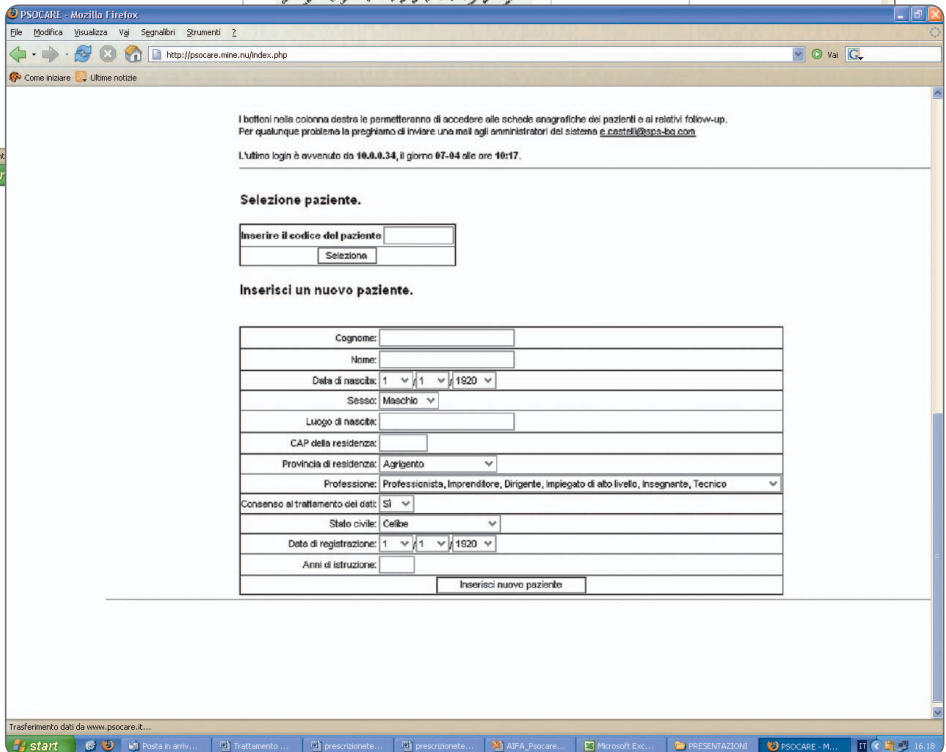 PSOCARE - Mozilla Firefox
File Modifica Visualizza Vai Segnalibri Strumenti ?
http://psocare.mine.nu/index.php Vai
Come iniziare Ultime notizie
I bottoni nella colonna destra le permetteranno di accedere alle schede anagrafiche dei pazienti e ai relativi follow-up.
Per qualunque problema la preghiamo di inviare una mail agli amministratori del sistema e.castelli@sps-bg.com
L'ultimo login è avvenuto da 10.0.0.34, il giorno 07-04 alle ore 10:17.
Selezione paziente.
Inserire il codice del paziente
Seleziona
Inserisci un nuovo paziente.
Cognome:
Nome:
Data di nascita: 1 / 1 / 1920
Sesso: Maschio
Luogo di nascita:
CAP della residenza:
Provincia di residenza: Agrigento
Professione: Professionista, Imprenditore, Dirigente, Impiegato di alto livello, Insegnante, Tecnico
Consenso al trattamento dei dati: Sì
Stato civile: Celibe
Data di registrazione: 1 / 1 / 1920
Anni di istruzione:
Inserisci nuovo paziente
Trasferimento dati da www.psocare.it...
start Posta in arriv... Trattamento ... prescrizionete... prescrizionete... AIFA_Psocare... Microsoft Exc... PRESENTAZIONI PSOCARE - M... IT 16.18